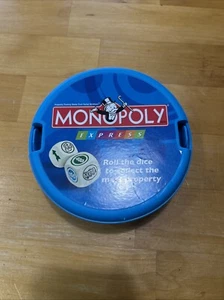 MONOPOLY
EXPRESS
Roll the dice
to collect the
most property